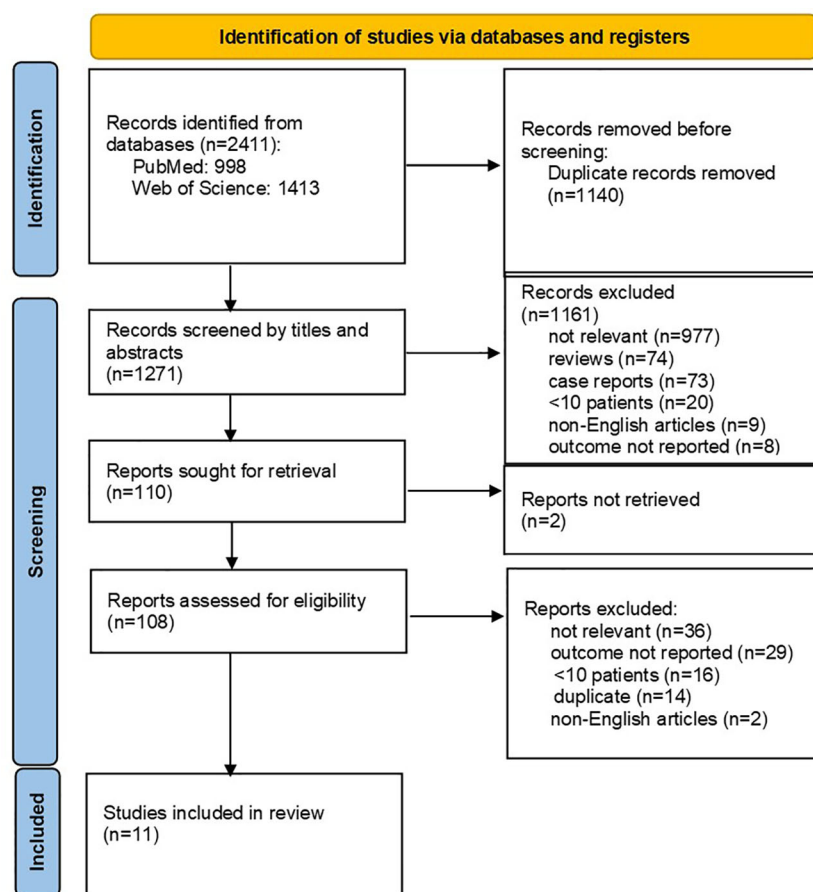 Identification of studies via databases and registers
Identification
Records identified from
databases (n=2411):
PubMed: 998
Web of Science: 1413
Records removed before
screening:
Duplicate records removed
(n=1140)
Screening
Records screened by titles and
abstracts
(n=1271)
Records excluded
(n=1161)
not relevant (n=977)
reviews (n=74)
case reports (n=73)
<10 patients (n=20)
non-English articles (n=9)
outcome not reported (n=8)
Reports sought for retrieval
(n=110)
Reports not retrieved
(n=2)
Reports assessed for eligibility
(n=108)
Reports excluded:
not relevant (n=36)
outcome not reported (n=29)
<10 patients (n=16)
duplicate (n=14)
non-English articles (n=2)
Included
Studies included in review
(n=11)